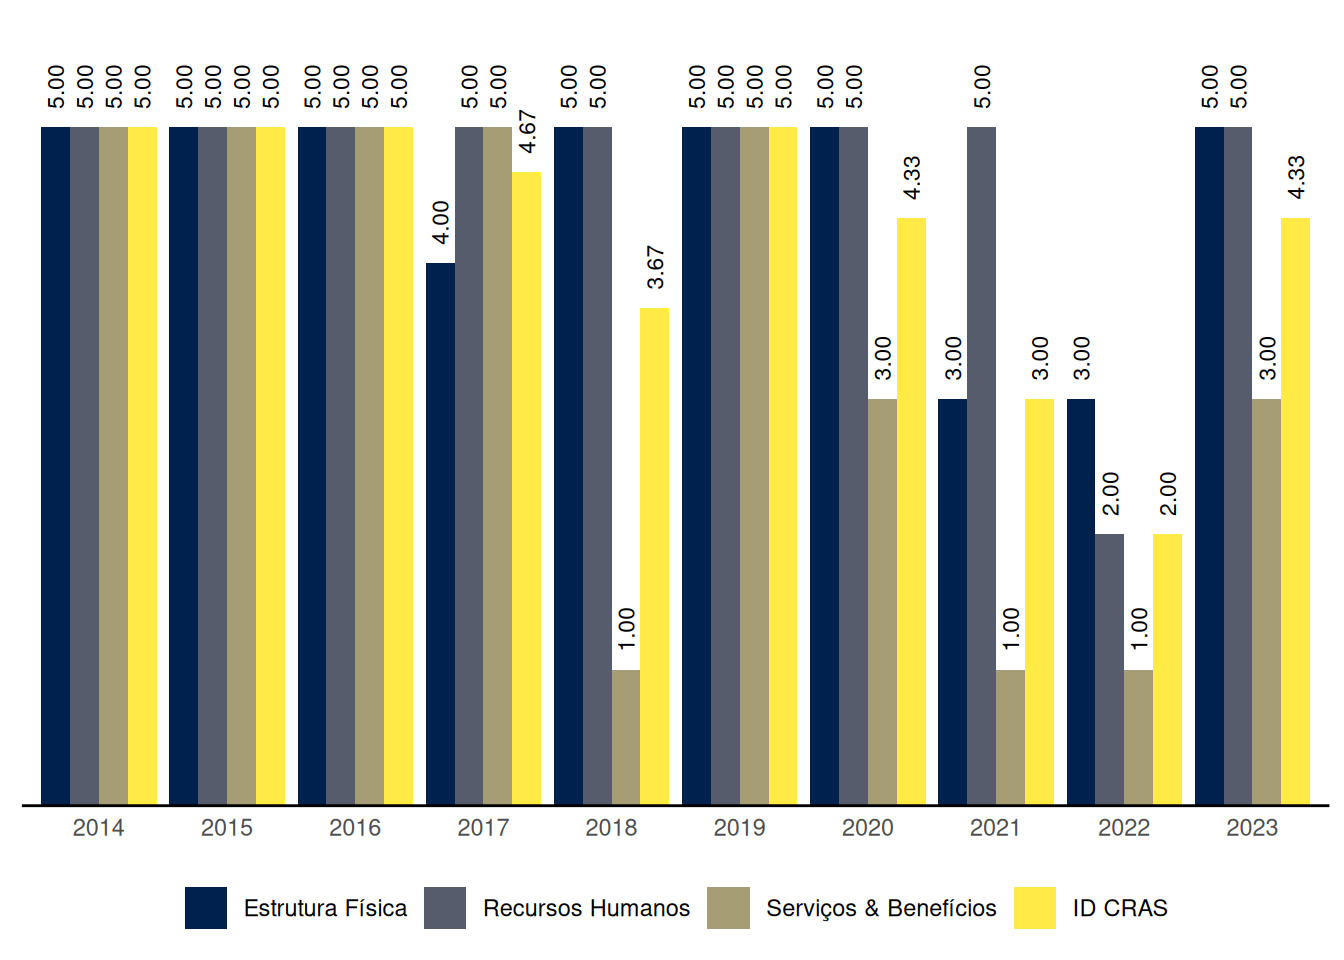 5.00 5.00 5.00 5.00 5.00 5.00 5.00 5.00 5.00 5.00 5.00 5.00 4.00 5.00 5.00 4.67 5.00 5.00 1.00 3.67 5.00 5.00 5.00 5.00 5.00 5.00 3.00 4.33 3.00 5.00 1.00 3.00 3.00 2.00 1.00 2.00 5.00 5.00 3.00 4.33
2014 2015 2016 2017 2018 2019 2020 2021 2022 2023
Estrutura Física Recursos Humanos Serviços & Benefícios ID CRAS